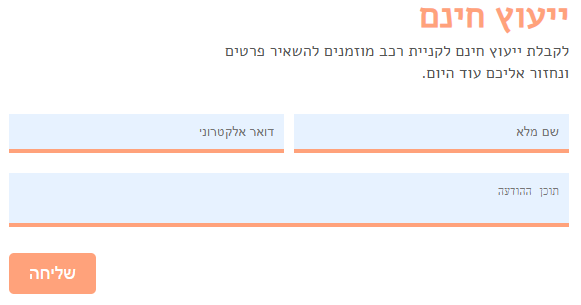 ייעוץ חינם
לקבלת ייעוץ חינם לקניית רכב מוזמנים להשאיר פרטים
ונחזור אליכם עוד היום.
שם מלא
דואר אלקטרוני
תוכן ההודעה
שליחה